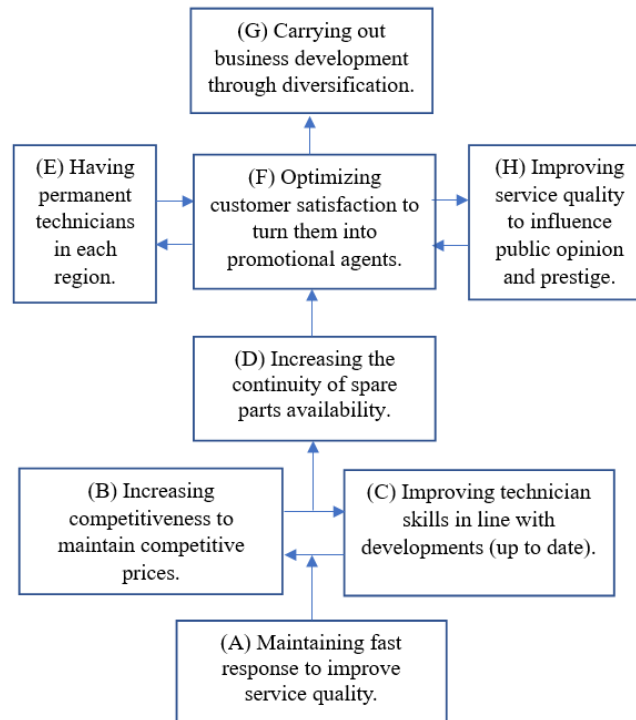 (G) Carrying out
business development
through diversification.
(E) Having
permanent
technicians
in each
region.
(F) Optimizing
customer satisfaction to
turn them into
promotional agents.
(H) Improving
service quality
to influence
public opinion
and prestige.
(D) Increasing the
continuity of spare
parts availability.
(B) Increasing
competitiveness to
maintain competitive
prices.
(C) Improving technician
skills in line with
developments (up to date).
(A) Maintaining fast
response to improve
service quality.